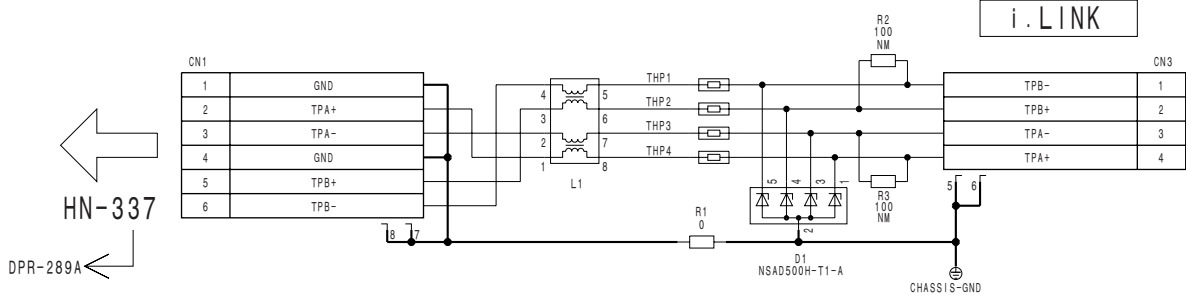 i.LINK
R2
100
NM
CN1
CN3
1 GND
2 TPA+
3 TPA-
4 GND
5 TPB+
6 TPB-
4 5
3 6
2 7
1 8
L1
THP1
THP2
THP3
THP4
TPB- 1
TPB+ 2
TPA- 3
TPA+ 4
5 4 3 1
2
R3
100
NM
5 6
HN-337
8 7
R1
0
D1
NSAD500H-T1-A
DPR-289A
CHASSIS-GND